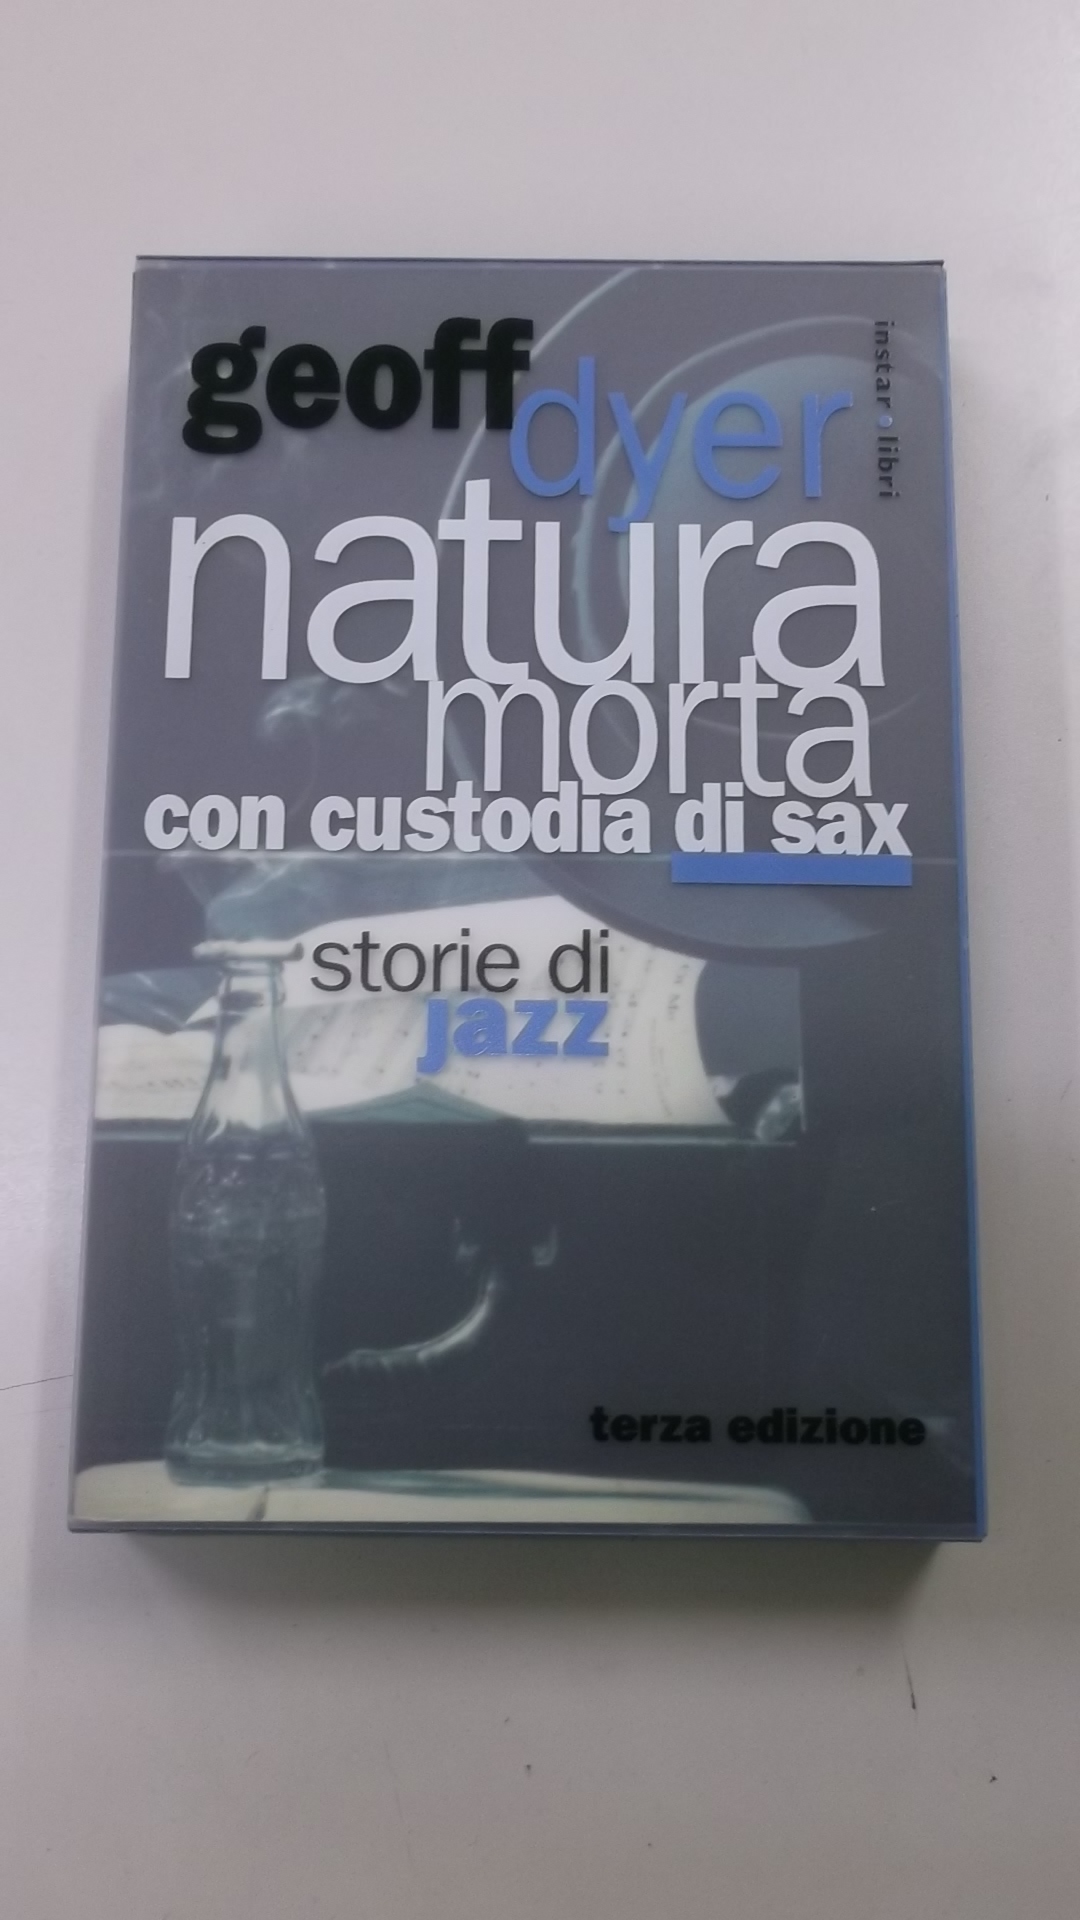 geoff
dyer
instar•libri
natura
morta
con custodia di sax
storie di
jazz
terza edizione